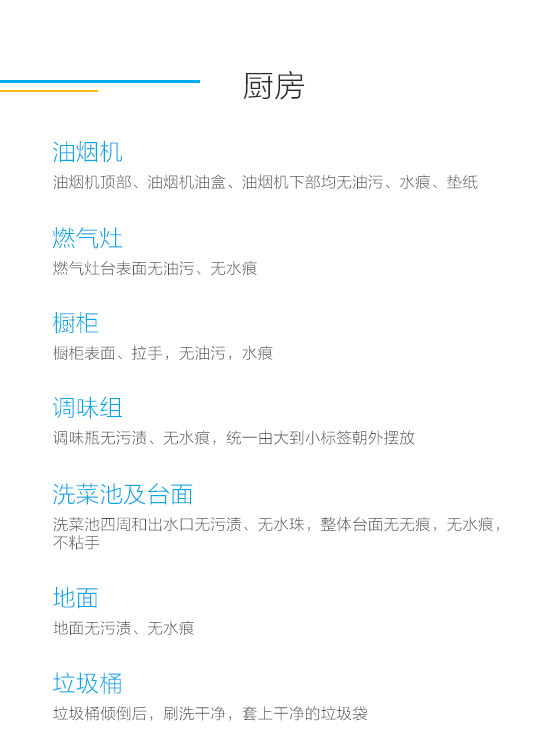 厨房
油烟机
油烟机顶部、油烟机油盒、油烟机下部均无油污、水痕、垫纸
燃气灶
燃气灶台表面无油污、无水痕
橱柜
橱柜表面、拉手，无油污，水痕
调味组
调味瓶无污渍、无水痕，统一由大到小标签朝外摆放
洗菜池及台面
洗菜池四周和出水口无污渍、无水珠，整体台面无无痕，无水痕，
不粘手
地面
地面无污渍、无水痕
垃圾桶
垃圾桶倾倒后，刷洗干净，套上干净的垃圾袋